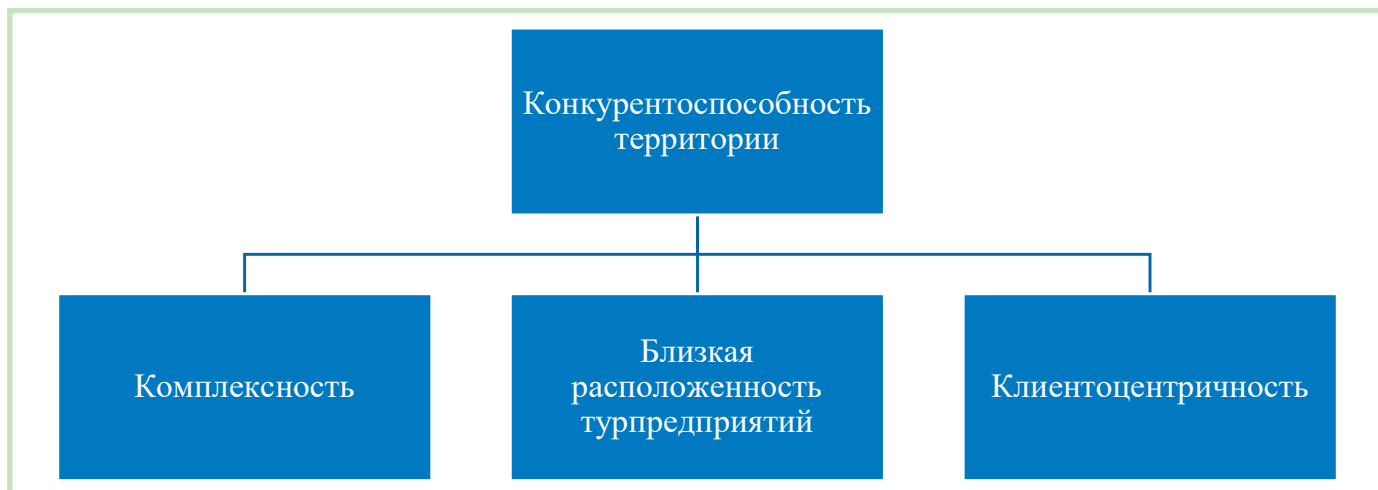 Конкурентоспособность
территории
Комплексность
Близкая
расположенность
турпредприятий
Клиентоцентричность